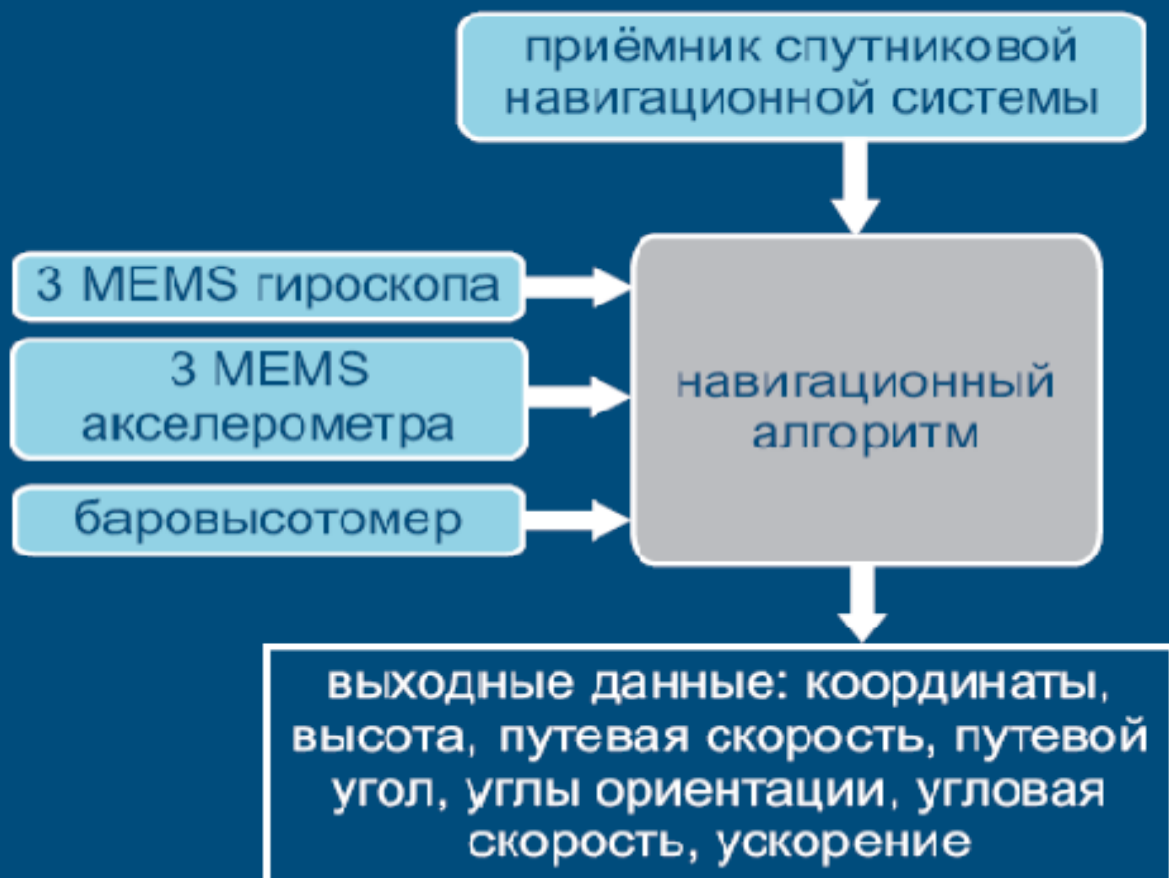 приёмник спутниковой
навигационной системы
3 MEMS гироскопа
3 MEMS
акселерометра
баровысотомер
навигационный
алгоритм
выходные данные: координаты,
высота, путевая скорость, путевой
угол, углы ориентации, угловая
скорость, ускорение